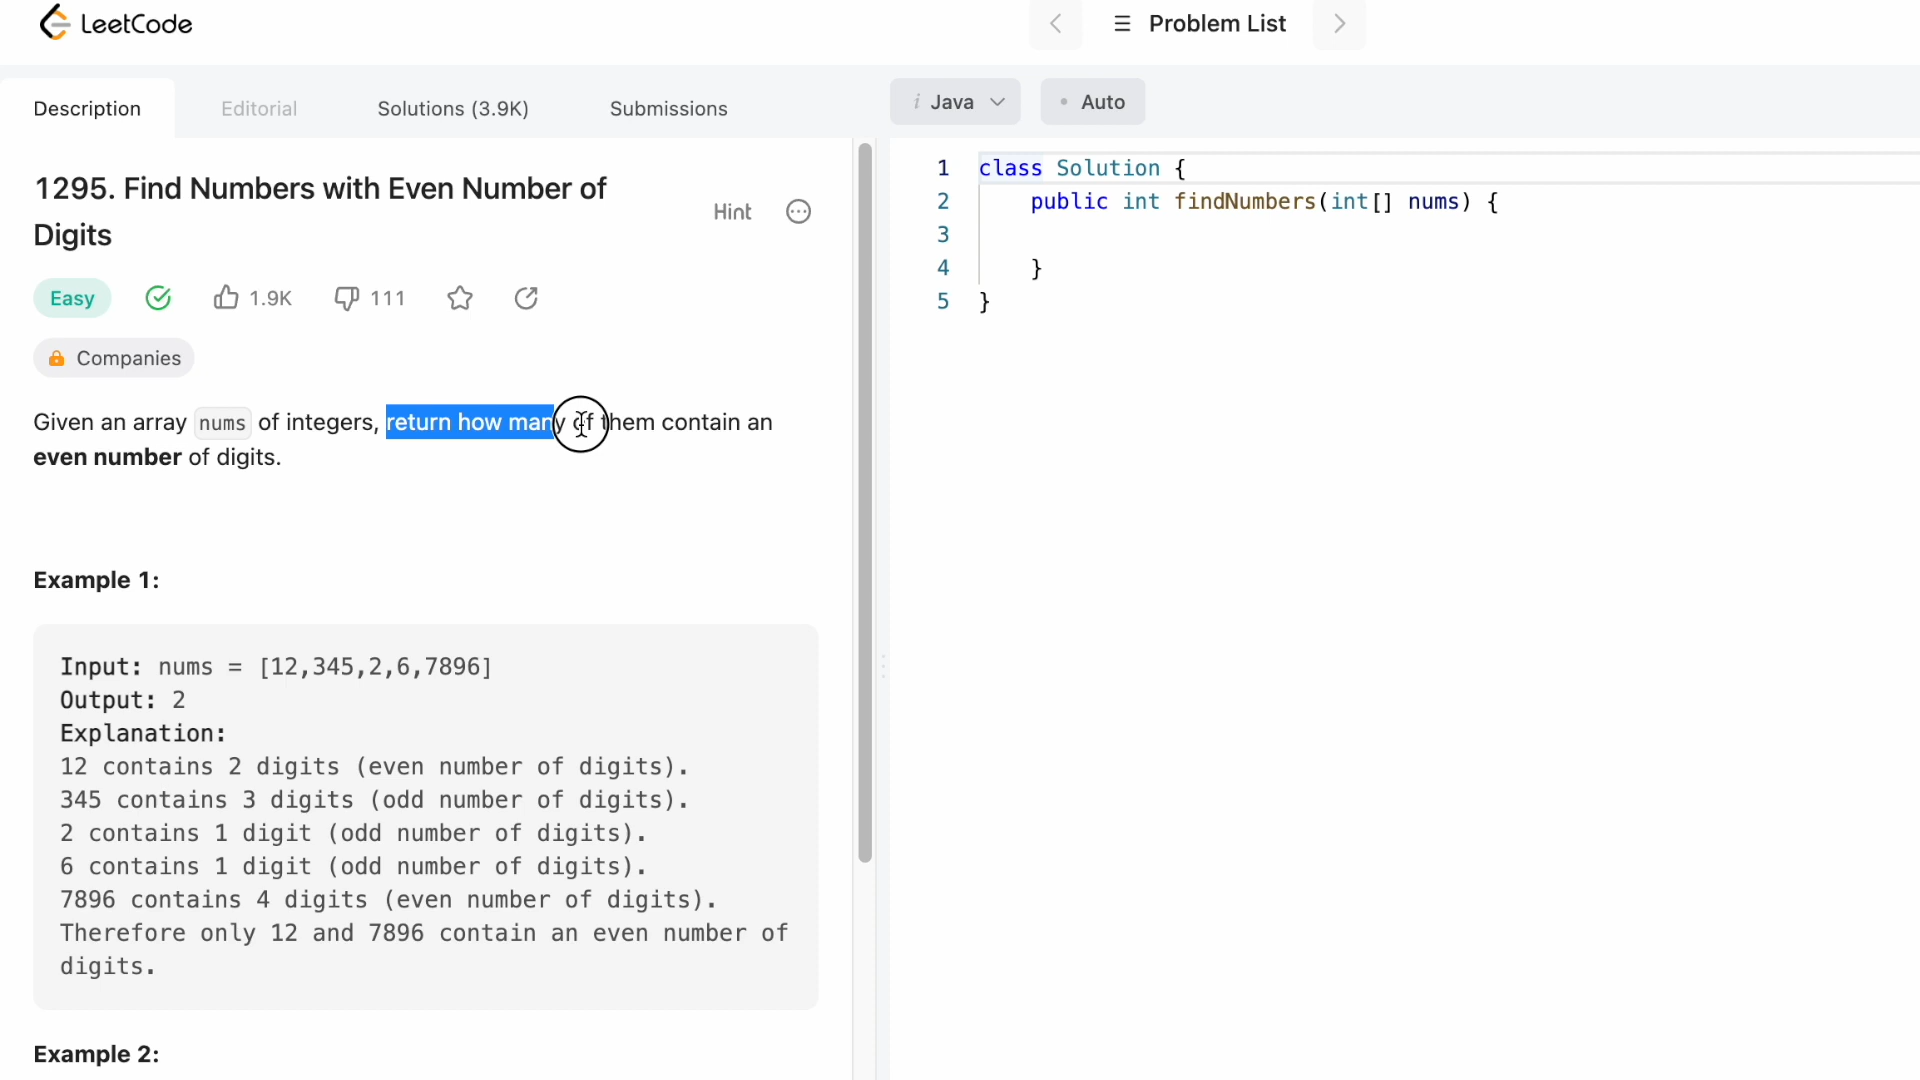 LeetCode
Problem List
Description
Editorial
Solutions (3.9K)
Submissions
i Java
• Auto
1295. Find Numbers with Even Number of
Digits
Hint
Easy
1.9K
111
Companies
Given an array nums of integers, return how many of them contain an
even number of digits.
Example 1:
Input: nums = [12,345,2,6,7896]
Output: 2
Explanation:
12 contains 2 digits (even number of digits).
345 contains 3 digits (odd number of digits).
2 contains 1 digit (odd number of digits).
6 contains 1 digit (odd number of digits).
7896 contains 4 digits (even number of digits).
Therefore only 12 and 7896 contain an even number of
digits.
Example 2:
1 class Solution {
2     public int findNumbers(int[] nums) {
3
4     }
5 }